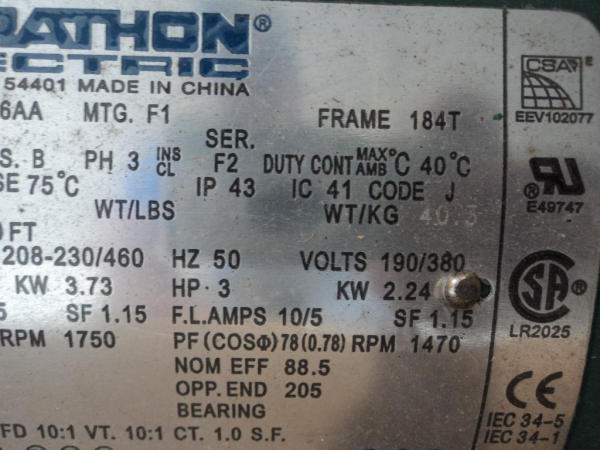 RATHON®
ECTRIC
54401 MADE IN CHINA
CSA E
EEV102077
6AA MTG. F1 FRAME 184T
SER.
S. B PH 3 INS CL F2 DUTY CONT MAX AMB °C 40°C
SE 75°C IP 43 IC 41 CODE J
WT/LBS WT/KG 40.3
UR
E49747
FT
208-230/460 HZ 50 VOLTS 190/380
KW 3.73 HP 3 KW 2.24
5 SF 1.15 F.L.AMPS 10/5 SF 1.15
SA®
LR2025
RPM 1750 PF (COSΦ) 78 (0.78) RPM 1470
NOM EFF 88.5
OPP. END 205
BEARING
CE
IEC 34-5
IEC 34-1
FD 10:1 VT. 10:1 CT. 1.0 S.F.